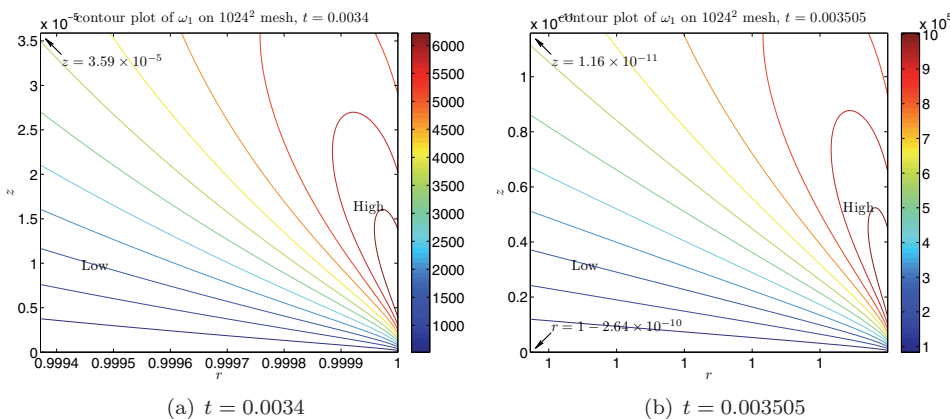 x 10⁻⁵ contour plot of ω₁ on 1024² mesh, t = 0.0034
3.5
3
2.5
2
1.5
1
0.5
0
z
z = 3.59 × 10⁻⁵
High
Low
0.9994 0.9995 0.9996 0.9997 0.9998 0.9999 1
r
6000
5500
5000
4500
4000
3500
3000
2500
2000
1500
1000
(a) t = 0.0034
contour plot of ω₁ on 1024² mesh, t = 0.003505
1
0.8
0.6
0.4
0.2
0
z
z = 1.16 × 10⁻¹¹
High
Low
r = 1 − 2.64 × 10⁻¹⁰
1 1 1 1 1
r
x 10⁵
10
9
8
7
6
5
4
3
2
1
(b) t = 0.003505